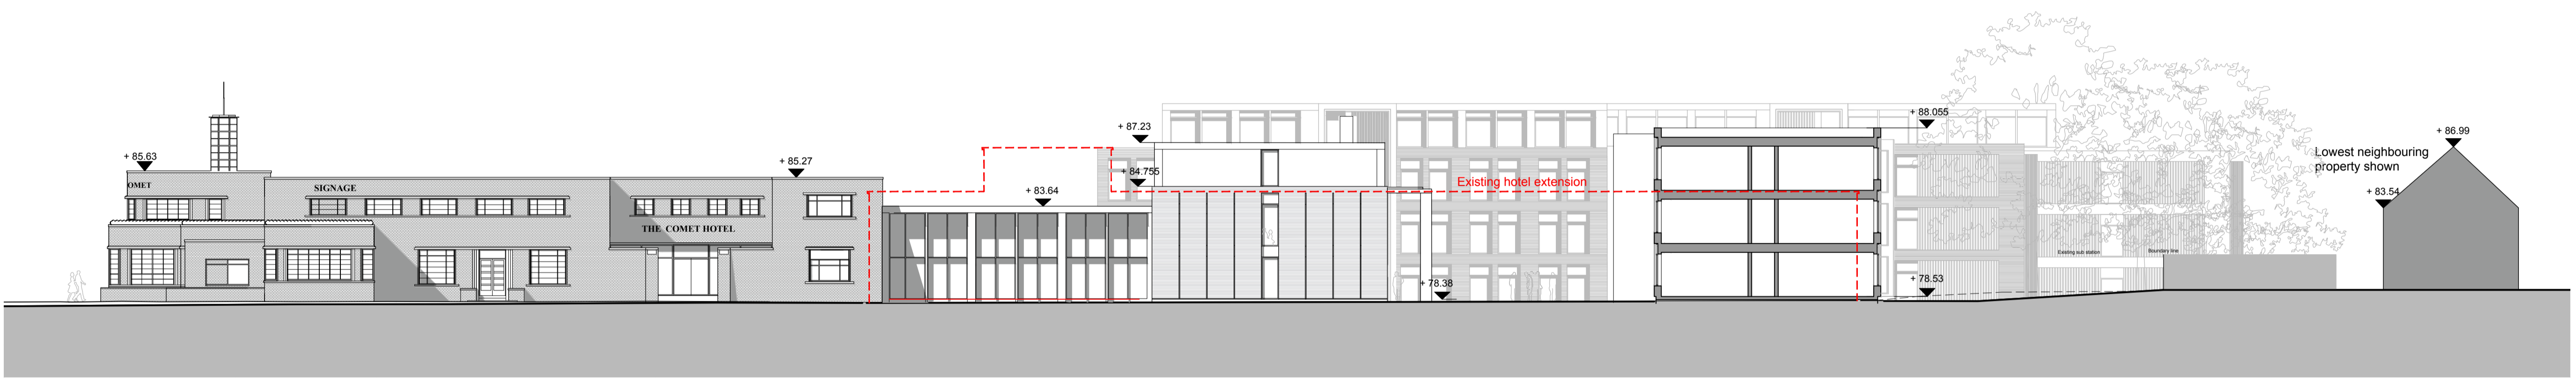 + 85.63
OMET
SIGNAGE
THE COMET HOTEL
+ 85.27
+ 83.64
+ 87.23
+ 84.755
Existing hotel extension
+ 78.38
+ 88.055
+ 78.53
Existing sub station
Boundary line
Lowest neighbouring
property shown
+ 86.99
+ 83.54